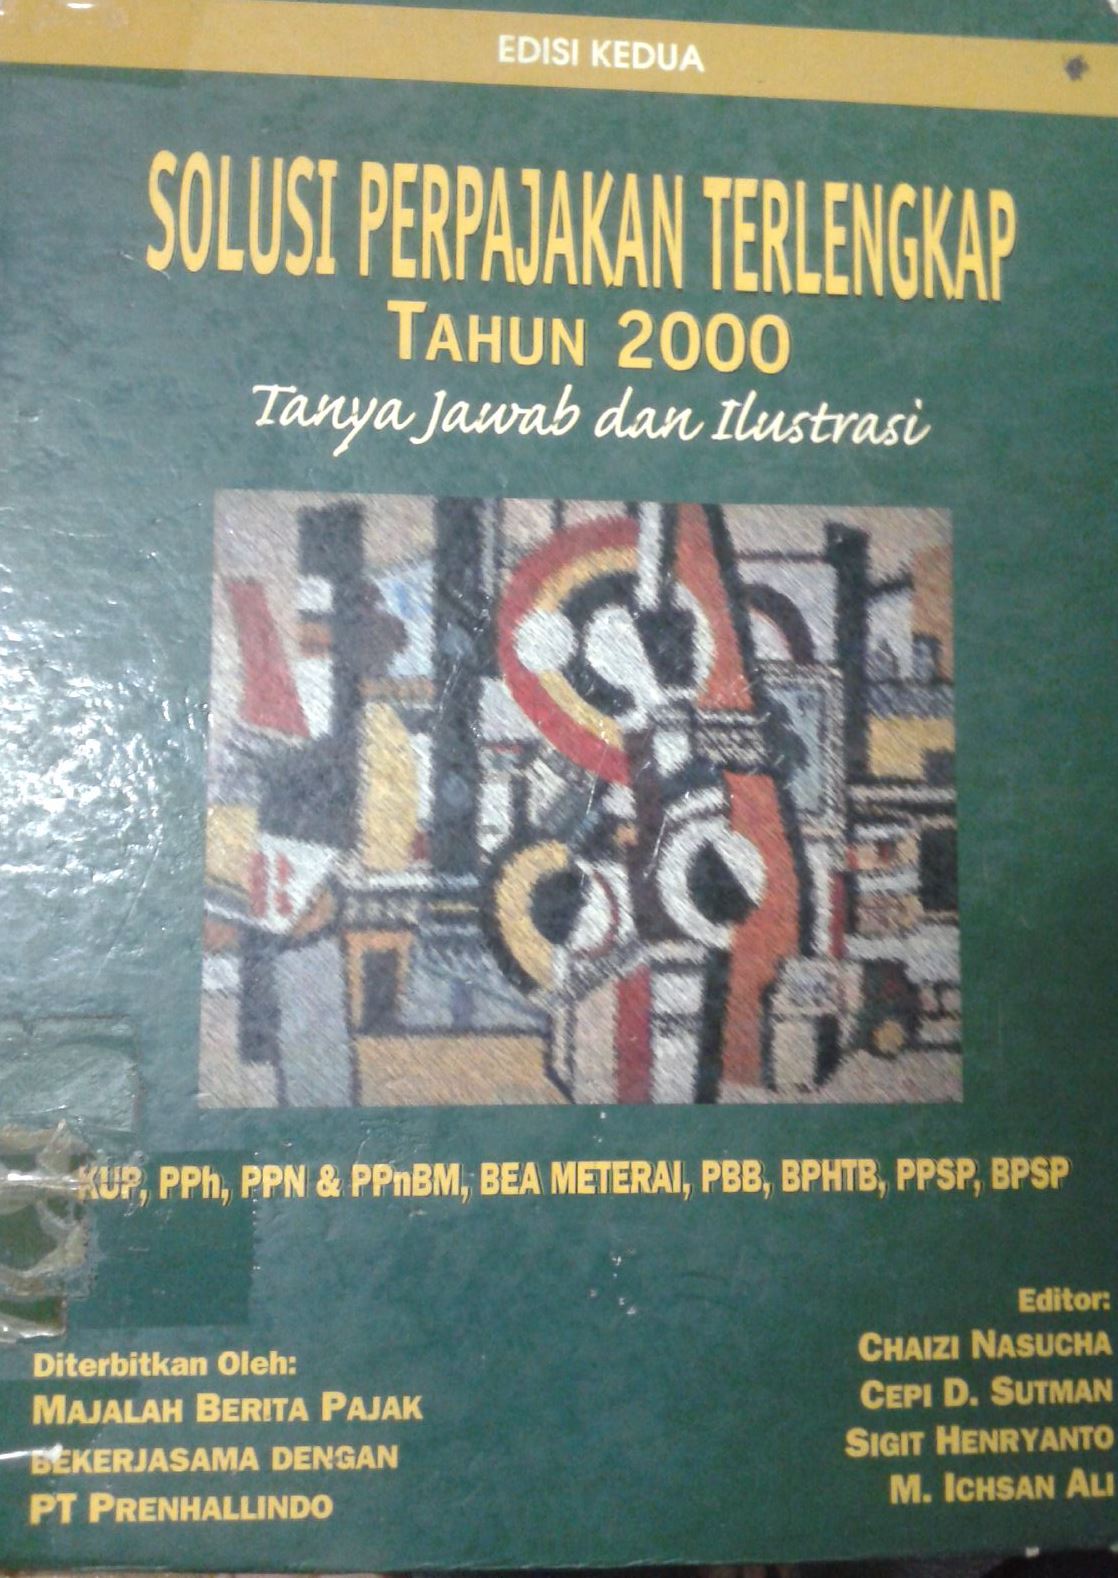 EDISI KEDUA
SOLUSI PERPAJAKAN TERLENGKAP
TAHUN 2000
Tanya Jawab dan Ilustrasi
KUP, PPh, PPN & PPnBM, BEA METERAI, PBB, BPHTB, PPSP, BPSP
Diterbitkan Oleh:
MAJALAH BERITA PAJAK
BEKERJASAMA DENGAN
PT PRENHALLINDO
Editor:
CHAIZI NASUCHA
CEPI D. SUTMAN
SIGIT HENRYANTO
M. ICHSAN ALI